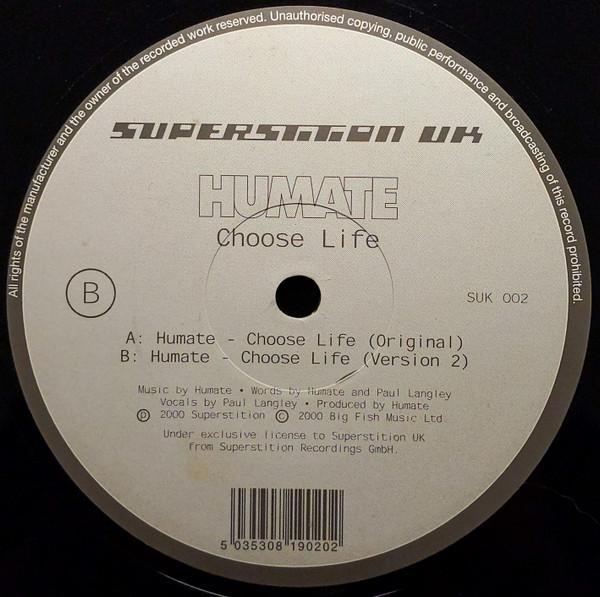 All rights of the manufacturer and the owner of the recorded work reserved. Unauthorised copying, public performance and broadcasting of this record prohibited.
SUPERSTITION UK
HUMATE
Choose Life
B
SUK 002
A: Humate - Choose Life (Original)
B: Humate - Choose Life (Version 2)
Music by Humate • Words by Humate and Paul Langley
Vocals by Paul Langley • Produced by Humate
℗ 2000 Superstition © 2000 Big Fish Music Ltd
Under exclusive license to Superstition UK
from Superstition Recordings GmbH.
5 035308 190202